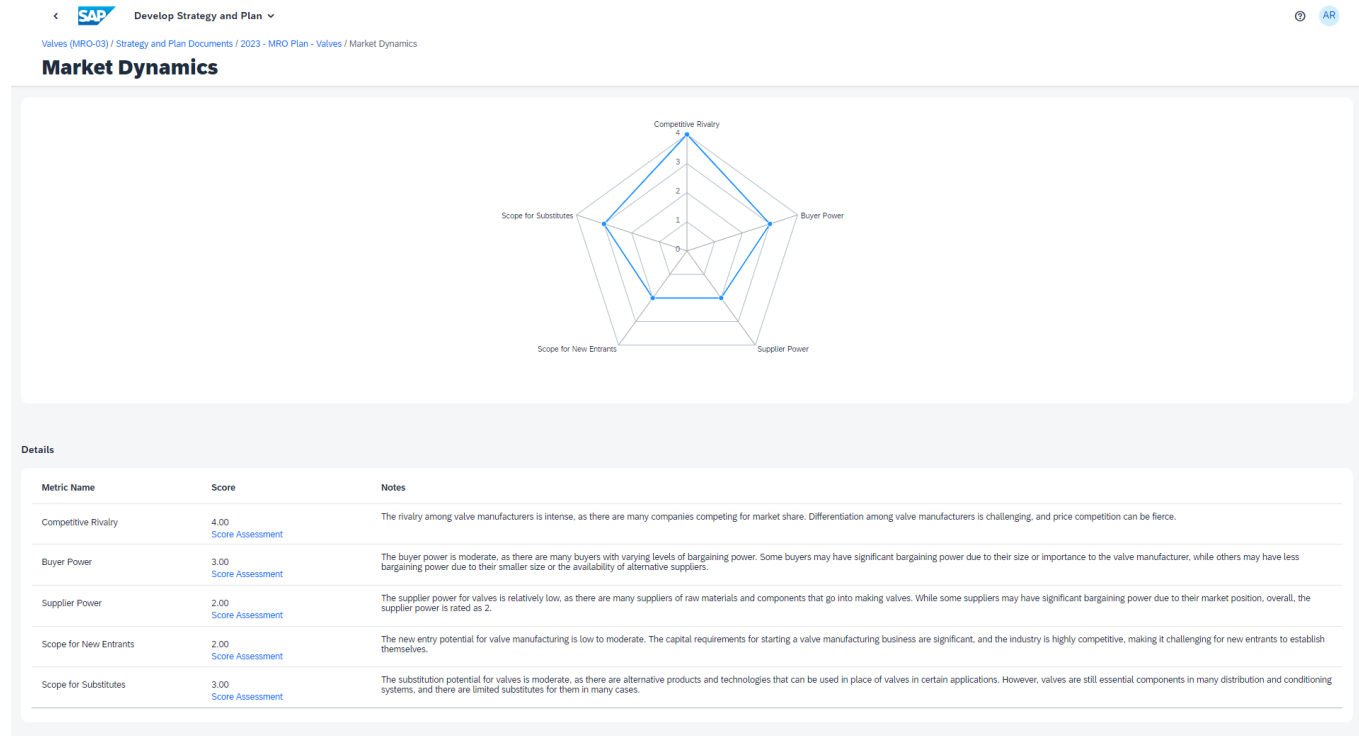 SAP
Develop Strategy and Plan
AR
Valves (MRO-03) / Strategy and Plan Documents / 2023 - MRO Plan - Valves / Market Dynamics
Market Dynamics
Competitive Rivalry
4
3
2
1
0
Scope for Substitutes
Buyer Power
Scope for New Entrants
Supplier Power
Details
Metric Name Score Notes
Competitive Rivalry
4.00
Score Assessment
The rivalry among valve manufacturers is intense, as there are many companies competing for market share. Differentiation among valve manufacturers is challenging, and price competition can be fierce.
Buyer Power
3.00
Score Assessment
The buyer power is moderate, as there are many buyers with varying levels of bargaining power. Some buyers may have significant bargaining power due to their size or importance to the valve manufacturer, while others may have less
bargaining power due to their smaller size or the availability of alternative suppliers.
Supplier Power
2.00
Score Assessment
The supplier power for valves is relatively low, as there are many suppliers of raw materials and components that go into making valves. While some suppliers may have significant bargaining power due to their market position, overall, the
supplier power is rated as 2.
Scope for New Entrants
2.00
Score Assessment
The new entry potential for valve manufacturing is low to moderate. The capital requirements for starting a valve manufacturing business are significant, and the industry is highly competitive, making it challenging for new entrants to establish
themselves.
Scope for Substitutes
3.00
Score Assessment
The substitution potential for valves is moderate, as there are alternative products and technologies that can be used in place of valves in certain applications. However, valves are still essential components in many distribution and conditioning
systems, and there are limited substitutes for them in many cases.